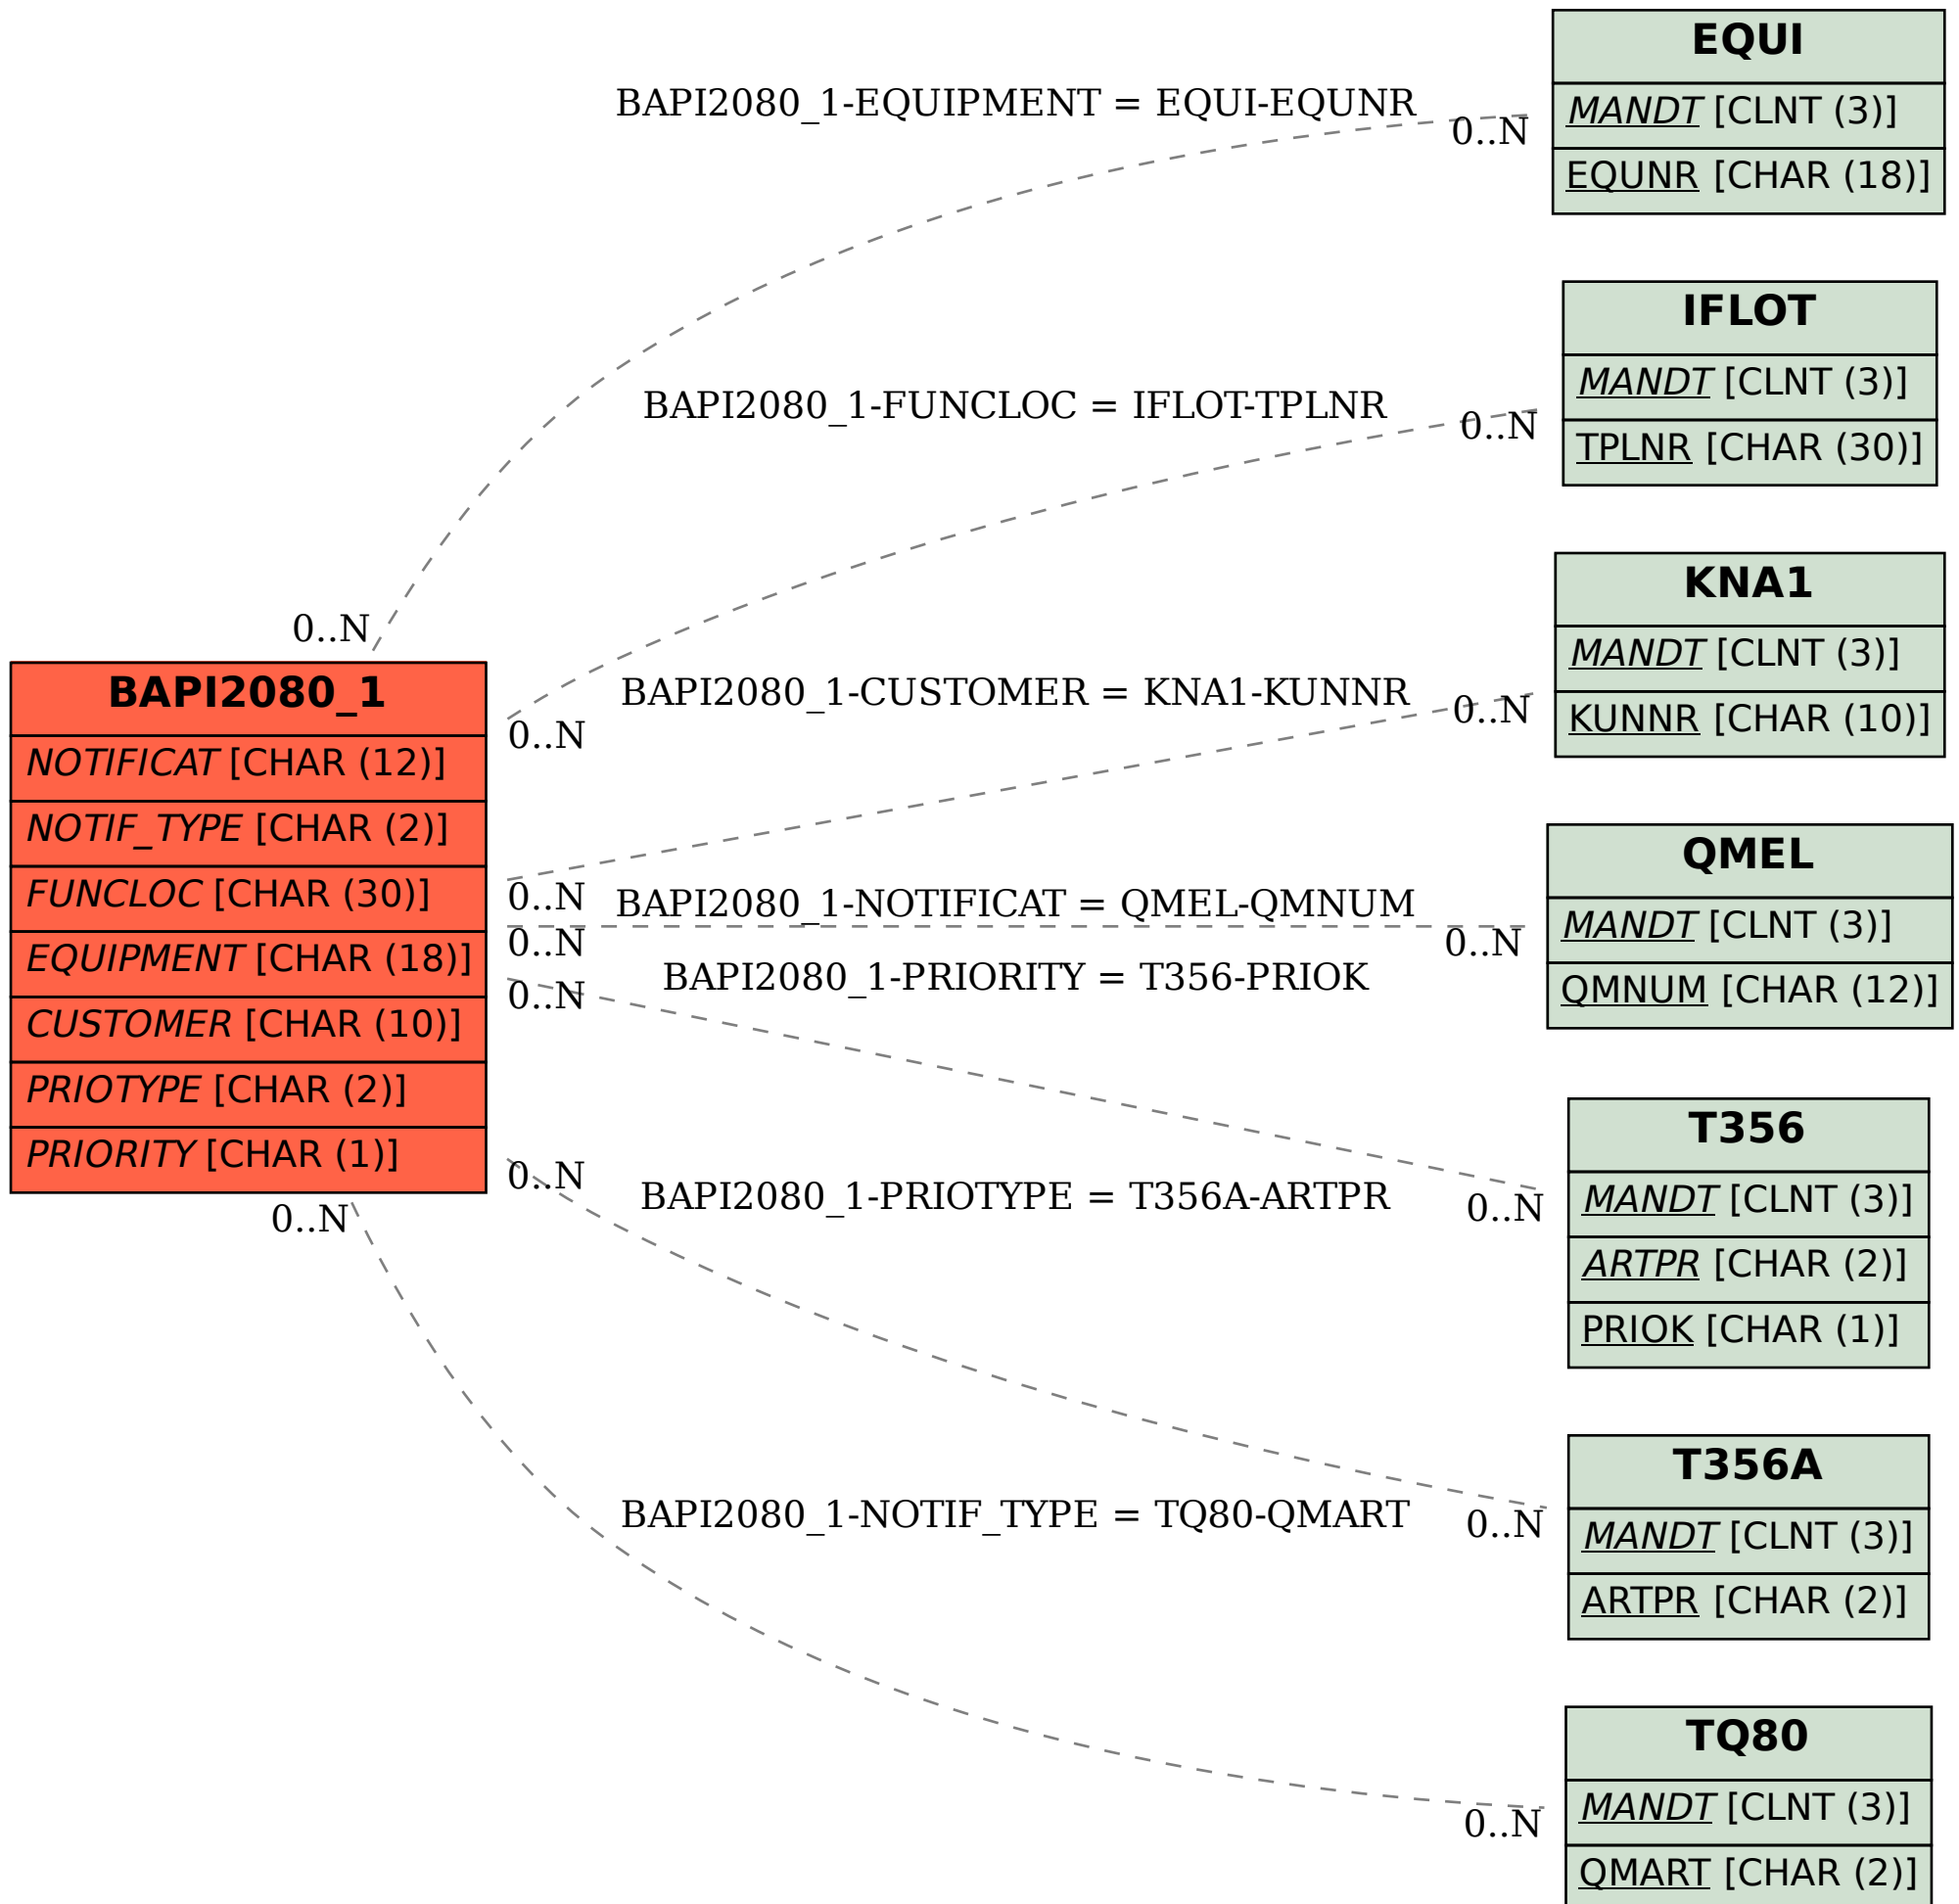 EQUI
MANDT [CLNT (3)]
EQUNR [CHAR (18)]
BAPI2080_1-EQUIPMENT = EQUI-EQUNR
0..N
0..N
IFLOT
MANDT [CLNT (3)]
TPLNR [CHAR (30)]
BAPI2080_1-FUNCLOC = IFLOT-TPLNR
0..N
0..N
KNA1
MANDT [CLNT (3)]
KUNNR [CHAR (10)]
BAPI2080_1-CUSTOMER = KNA1-KUNNR
0..N
0..N
BAPI2080_1
NOTIFICAT [CHAR (12)]
NOTIF_TYPE [CHAR (2)]
FUNCLOC [CHAR (30)]
EQUIPMENT [CHAR (18)]
CUSTOMER [CHAR (10)]
PRIOTYPE [CHAR (2)]
PRIORITY [CHAR (1)]
QMEL
MANDT [CLNT (3)]
QMNUM [CHAR (12)]
BAPI2080_1-NOTIFICAT = QMEL-QMNUM
0..N
0..N
BAPI2080_1-PRIORITY = T356-PRIOK
0..N
0..N
T356
MANDT [CLNT (3)]
ARTPR [CHAR (2)]
PRIOK [CHAR (1)]
BAPI2080_1-PRIOTYPE = T356A-ARTPR
0..N
0..N
T356A
MANDT [CLNT (3)]
ARTPR [CHAR (2)]
BAPI2080_1-NOTIF_TYPE = TQ80-QMART
0..N
0..N
TQ80
MANDT [CLNT (3)]
QMART [CHAR (2)]